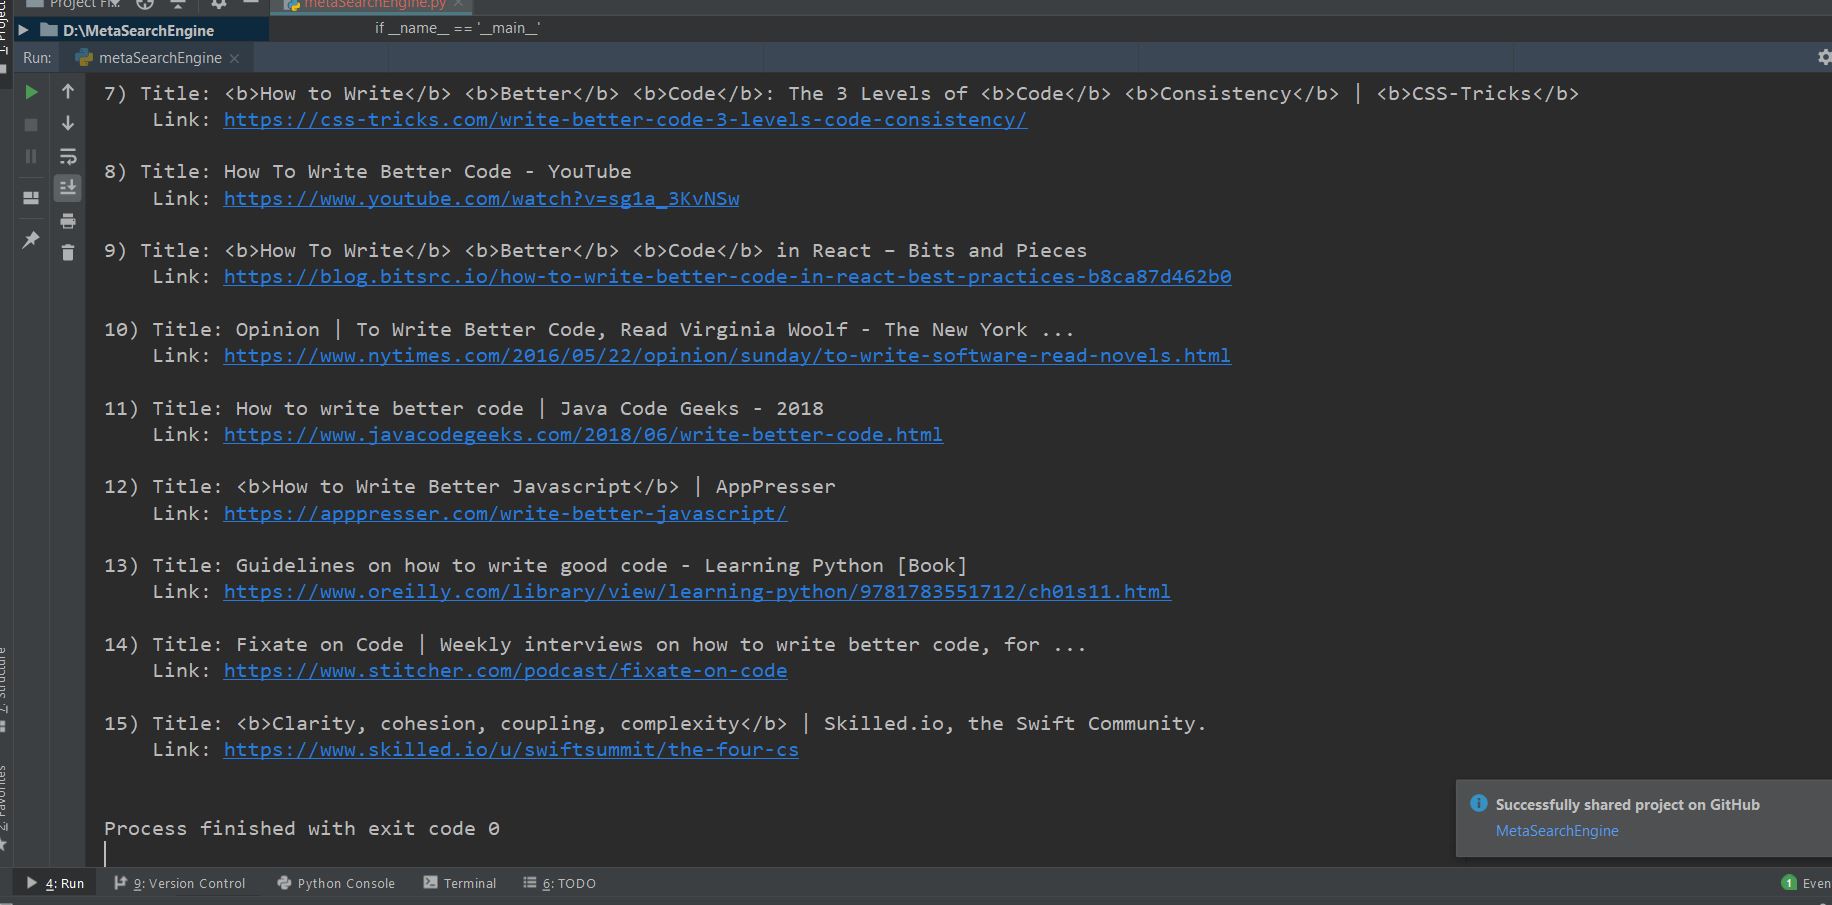 Project
metaSearchEngine.py
1: Project
D:\MetaSearchEngine
if __name__ == '__main__'
Run: metaSearchEngine
7) Title: <b>How to Write</b> <b>Better</b> <b>Code</b>: The 3 Levels of <b>Code</b> <b>Consistency</b> | <b>CSS-Tricks</b>
Link: https://css-tricks.com/write-better-code-3-levels-code-consistency/
8) Title: How To Write Better Code - YouTube
Link: https://www.youtube.com/watch?v=sg1a_3KvNSw
9) Title: <b>How To Write</b> <b>Better</b> <b>Code</b> in React – Bits and Pieces
Link: https://blog.bitsrc.io/how-to-write-better-code-in-react-best-practices-b8ca87d462b0
10) Title: Opinion | To Write Better Code, Read Virginia Woolf - The New York ...
Link: https://www.nytimes.com/2016/05/22/opinion/sunday/to-write-software-read-novels.html
11) Title: How to write better code | Java Code Geeks - 2018
Link: https://www.javacodegeeks.com/2018/06/write-better-code.html
12) Title: <b>How to Write Better Javascript</b> | AppPresser
Link: https://apppresser.com/write-better-javascript/
13) Title: Guidelines on how to write good code - Learning Python [Book]
Link: https://www.oreilly.com/library/view/learning-python/9781783551712/ch01s11.html
14) Title: Fixate on Code | Weekly interviews on how to write better code, for ...
Link: https://www.stitcher.com/podcast/fixate-on-code
15) Title: <b>Clarity, cohesion, coupling, complexity</b> | Skilled.io, the Swift Community.
Link: https://www.skilled.io/u/swiftsummit/the-four-cs
Process finished with exit code 0
7: Structure
2: Favorites
Successfully shared project on GitHub
MetaSearchEngine
4: Run 9: Version Control Python Console Terminal 6: TODO 1 Even